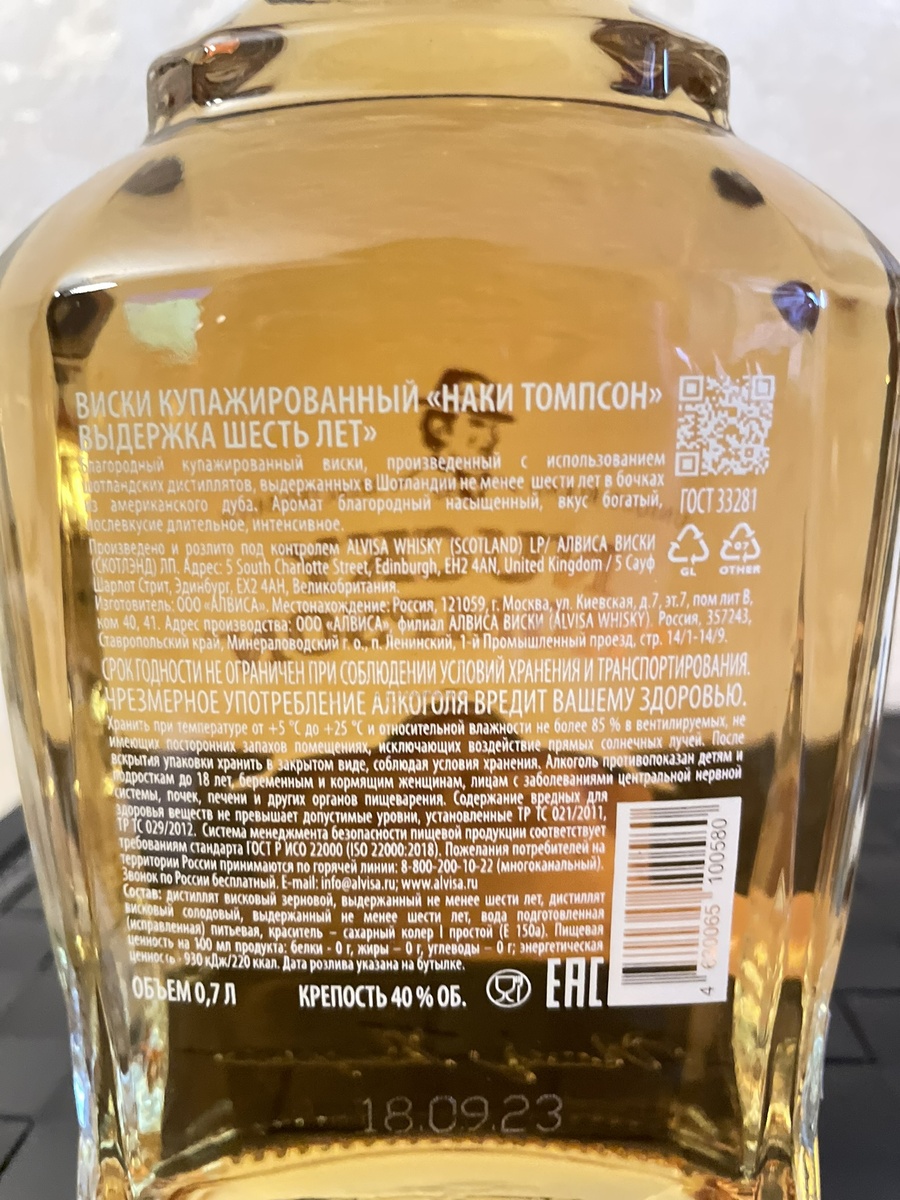 ВИСКИ КУПАЖИРОВАННЫЙ «НАКИ ТОМПСОН»
ВЫДЕРЖКА ШЕСТЬ ЛЕТ»
Благородный купажированный виски, произведенный с использованием
шотландских дистиллятов, выдержанных в Шотландии не менее шести лет в бочках
из американского дуба. Аромат благородный насыщенный, вкус богатый,
послевкусие длительное, интенсивное.
ГОСТ 33281
Произведено и розлито под контролем ALVISA WHISKY (SCOTLAND) LP/ АЛВИСА ВИСКИ
(СКОТЛЭНД) ЛП. Адрес: 5 South Charlotte Street, Edinburgh, EH2 4AN, United Kingdom / 5 Сауф
Шарлот Стрит, Эдинбург, EX2 4AH, Великобритания.
GL
07
OTHER
Изготовитель: ООО «АЛВИСА». Местонахождение: Россия, 121059, г. Москва, ул. Киевская, д.7, эт.7, пом лит В,
ком 40, 41. Адрес производства: ООО «АЛВИСА», филиал АЛВИСА ВИСКИ (ALVISA WHISKY). Россия, 357243,
Ставропольский край, Минераловодский г. о., п. Ленинский, 1-й Промышленный проезд, стр. 14/1-14/9.
СРОК ГОДНОСТИ НЕ ОГРАНИЧЕН ПРИ СОБЛЮДЕНИИ УСЛОВИЙ ХРАНЕНИЯ И ТРАНСПОРТИРОВАНИЯ.
ЧРЕЗМЕРНОЕ УПОТРЕБЛЕНИЕ АЛКОГОЛЯ ВРЕДИТ ВАШЕМУ ЗДОРОВЬЮ.
Хранить при температуре от +5 °С до +25 °С и относительной влажности не более 85 % в вентилируемых, не
имеющих посторонних запахов помещениях, исключающих воздействие прямых солнечных лучей. После
вскрытия упаковки хранить в закрытом виде, соблюдая условия хранения. Алкоголь противопоказан детям и
подросткам до 18 лет, беременным и кормящим женщинам, лицам с заболеваниями центральной нервной
системы, почек, печени и других органов пищеварения. Содержание вредных для
здоровья веществ не превышает допустимые уровни, установленные ТР ТС 021/2011,
ТР ТС 029/2012. Система менеджмента безопасности пищевой продукции соответствует
требованиям стандарта ГОСТ Р ИСО 22000 (ISO 22000:2018). Пожелания потребителей на
территории России принимаются по горячей линии: 8-800-200-10-22 (многоканальный).
Звонок по России бесплатный. E-mail: info@alvisa.ru; www.alvisa.ru
Состав: дистиллят висковый зерновой, выдержанный не менее шести лет, дистиллят
висковый солодовый, выдержанный не менее шести лет, вода подготовленная
(исправленная) питьевая, краситель – сахарный колер I простой (Е 150а). Пищевая
ценность на 100 мл продукта: белки - 0 г, жиры – 0 г, углеводы – 0 г; энергетическая
ценность - 930 кДж/220 ккал. Дата розлива указана на бутылке.
ОБЪЕМ 0,7 Л
КРЕПОСТЬ 40 % ОБ.
EAC
100580
18.09.23